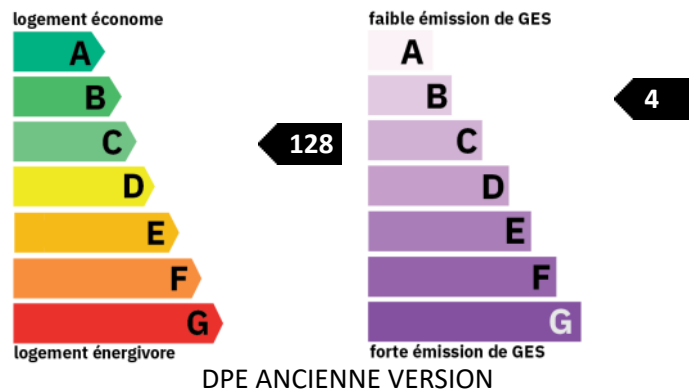 logement économe
A
B
C
D
E
F
G
128
logement énergivore
faible émission de GES
A
B
C
D
E
F
G
4
forte émission de GES
DPE ANCIENNE VERSION